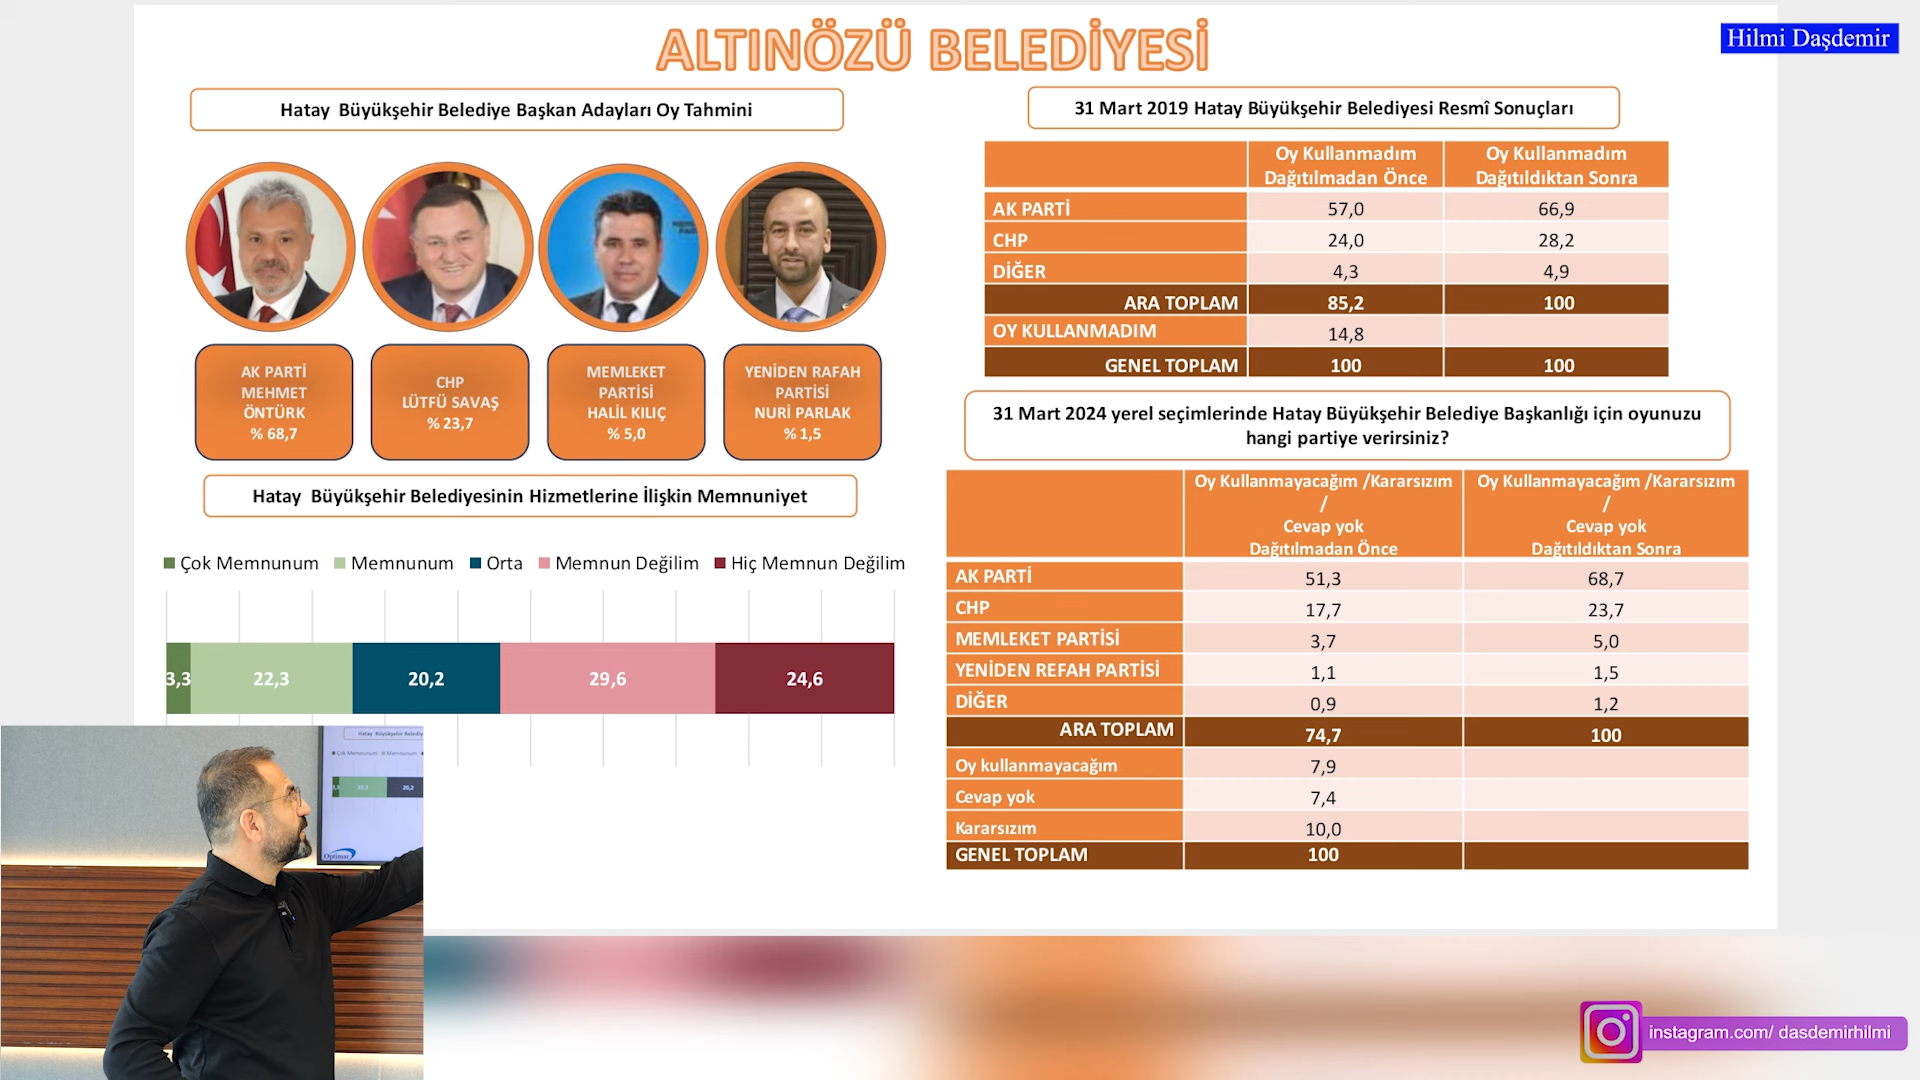 ALTINÖZÜ BELEDİYESİ
Hilmi Daşdemir
Hatay Büyükşehir Belediye Başkan Adayları Oy Tahmini
AK PARTİ
MEHMET
ÖNTÜRK
% 68,7
CHP
LÜTFÜ SAVAŞ
% 23,7
MEMLEKET
PARTİSİ
HALİL KILIÇ
% 5,0
YENİDEN RAFAH
PARTİSİ
NURİ PARLAK
% 1,5
Hatay Büyükşehir Belediyesinin Hizmetlerine İlişkin Memnuniyet
Çok Memnunum Memnunum Orta Memnun Değilim Hiç Memnun Değilim
3,3 22,3 20,2 29,6 24,6
31 Mart 2019 Hatay Büyükşehir Belediyesi Resmî Sonuçları
Oy Kullanmadım Oy Kullanmadım
Dağıtılmadan Önce Dağıtıldıktan Sonra
AK PARTİ 57,0 66,9
CHP 24,0 28,2
DİĞER 4,3 4,9
ARA TOPLAM 85,2 100
OY KULLANMADIM 14,8
GENEL TOPLAM 100 100
31 Mart 2024 yerel seçimlerinde Hatay Büyükşehir Belediye Başkanlığı için oyunuzu
hangi partiye verirsiniz?
Oy Kullanmayacağım /Kararsızım Oy Kullanmayacağım /Kararsızım
/ /
Cevap yok Cevap yok
Dağıtılmadan Önce Dağıtıldıktan Sonra
AK PARTİ 51,3 68,7
CHP 17,7 23,7
MEMLEKET PARTİSİ 3,7 5,0
YENİDEN REFAH PARTİSİ 1,1 1,5
DİĞER 0,9 1,2
ARA TOPLAM 74,7 100
Oy kullanmayacağım 7,9
Cevap yok 7,4
Kararsızım 10,0
GENEL TOPLAM 100
Hatay Büyükşehir
Çok Memnunum Memnunum
20,2
Optimar
instagram.com/ dasdemirhilmi